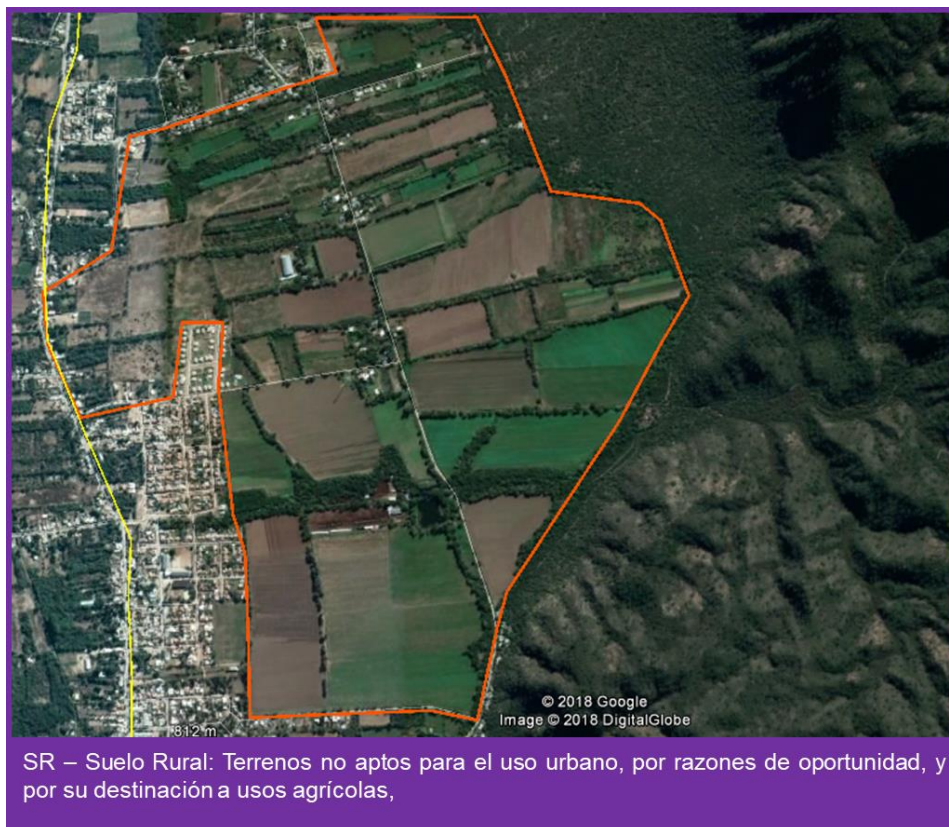 © 2018 Google
Image © 2018 DigitalGlobe
812 m
SR – Suelo Rural: Terrenos no aptos para el uso urbano, por razones de oportunidad, y
por su destinación a usos agrícolas,